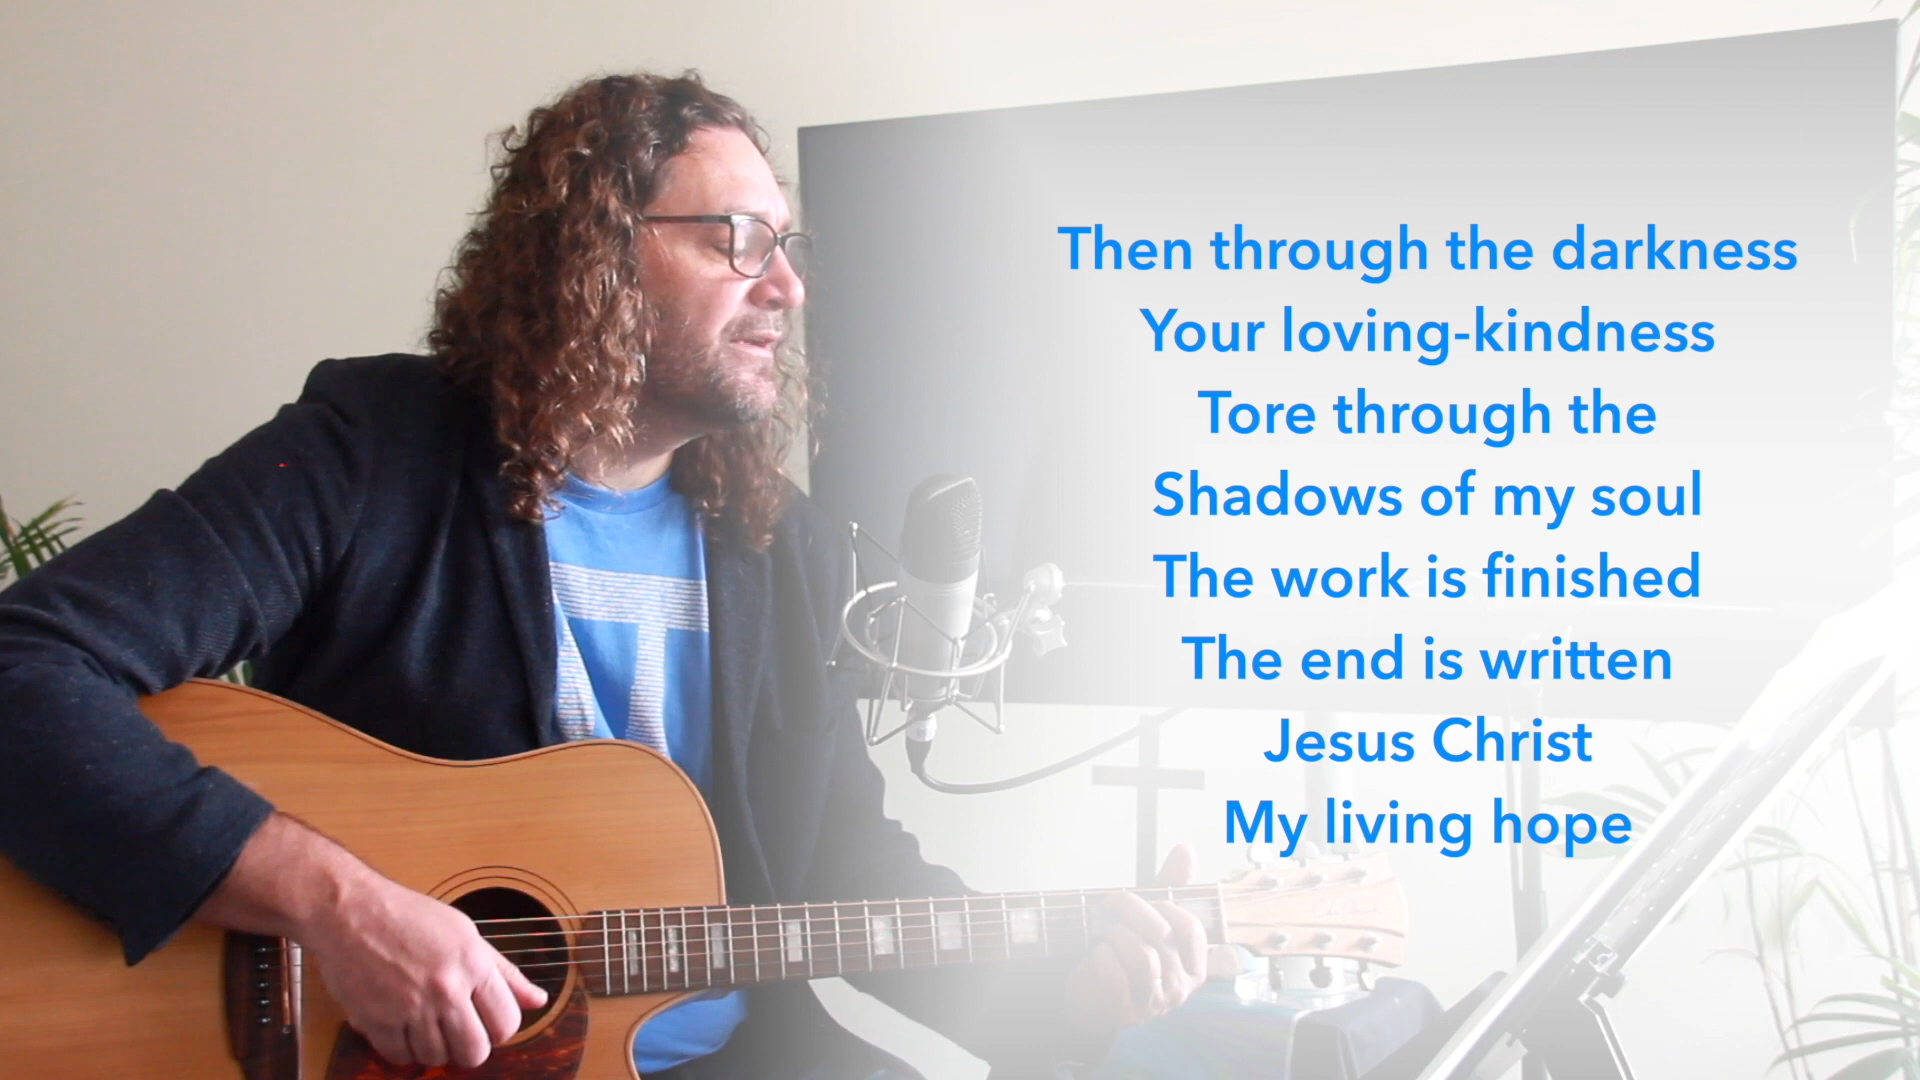 Then through the darkness
Your loving-kindness
Tore through the
Shadows of my soul
The work is finished
The end is written
Jesus Christ
My living hope